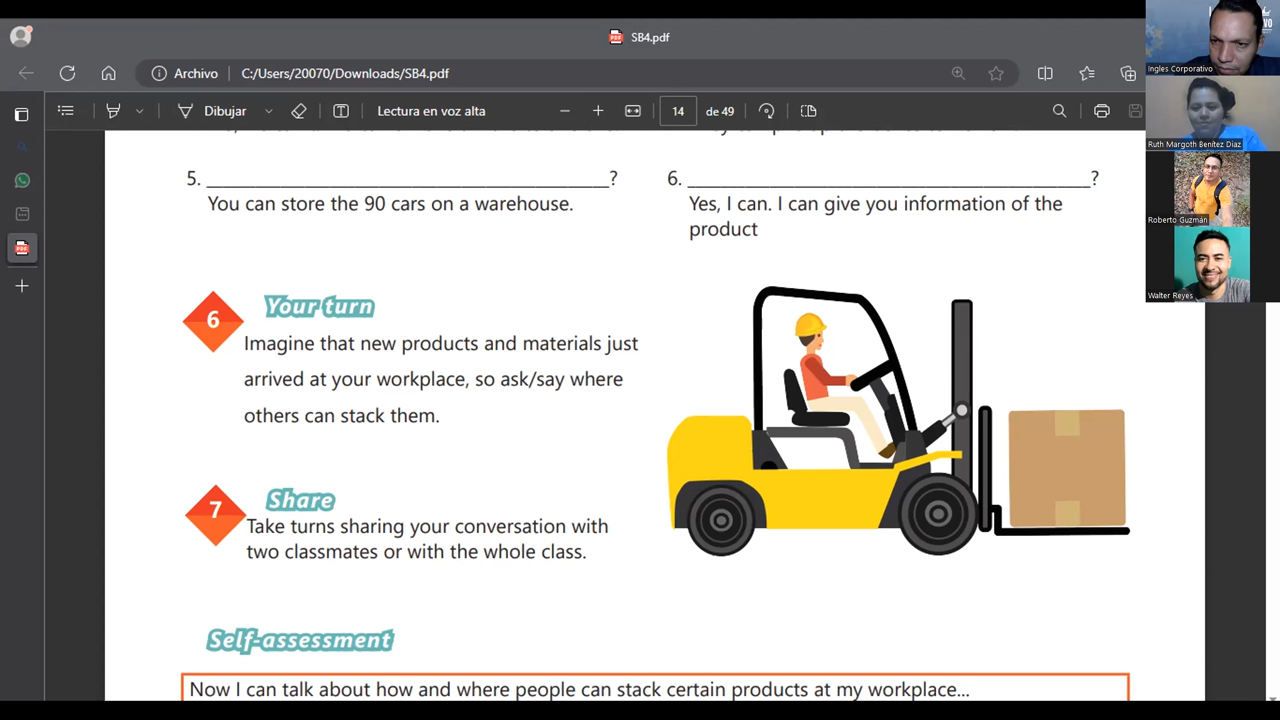 SB4.pdf
Archivo
C:/Users/20070/Downloads/SB4.pdf
Dibujar
Lectura en voz alta
14
de 49
5. ________________________________________?
You can store the 90 cars on a warehouse.
6. ________________________________________?
Yes, I can. I can give you information of the
product
6
Your turn
Imagine that new products and materials just
arrived at your workplace, so ask/say where
others can stack them.
7
Share
Take turns sharing your conversation with
two classmates or with the whole class.
Self-assessment
Now I can talk about how and where people can stack certain products at my workplace...
Ingles Corporativo
Ruth Margoth Benítez Diaz
Roberto Guzmán
Walter Reyes